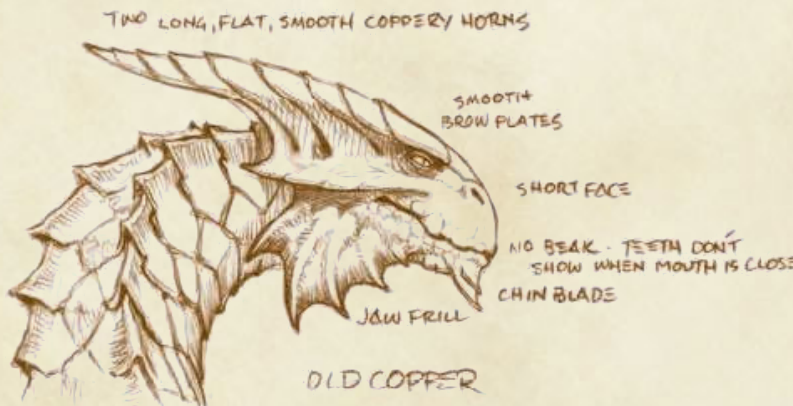 TWO LONG, FLAT, SMOOTH COPPERY HORNS
SMOOTH
BROW PLATES
SHORT FACE
NO BEAK. TEETH DON'T
SHOW WHEN MOUTH IS CLOSE
CHIN BLADE
JAW FRILL
OLD COPPER